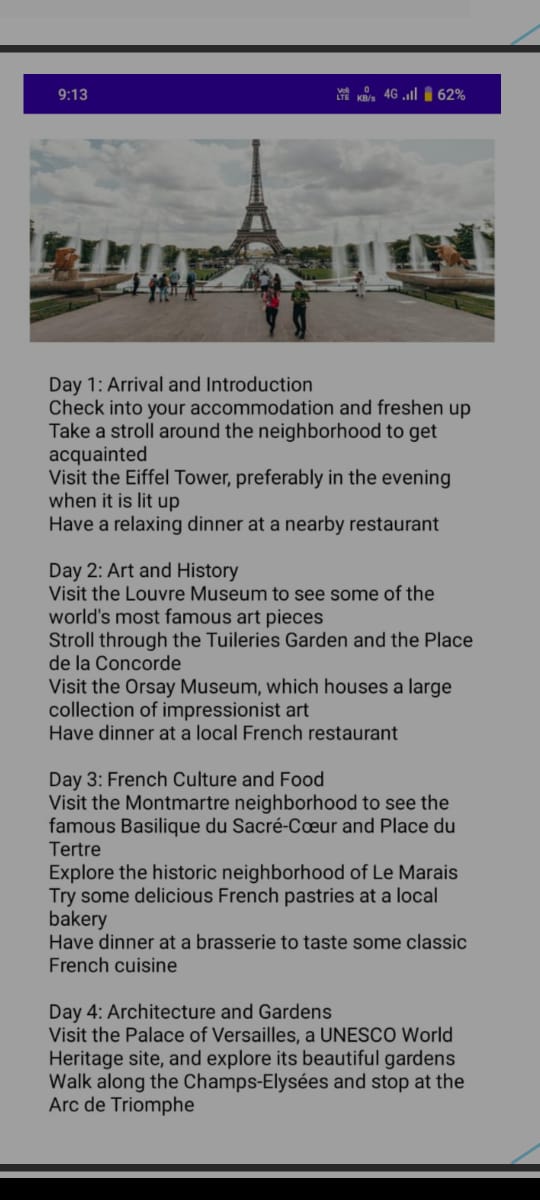 9:13
VoB
LTE
0
KB/s
4G
62%
Day 1: Arrival and Introduction
Check into your accommodation and freshen up
Take a stroll around the neighborhood to get
acquainted
Visit the Eiffel Tower, preferably in the evening
when it is lit up
Have a relaxing dinner at a nearby restaurant
Day 2: Art and History
Visit the Louvre Museum to see some of the
world's most famous art pieces
Stroll through the Tuileries Garden and the Place
de la Concorde
Visit the Orsay Museum, which houses a large
collection of impressionist art
Have dinner at a local French restaurant
Day 3: French Culture and Food
Visit the Montmartre neighborhood to see the
famous Basilique du Sacré-Cœur and Place du
Tertre
Explore the historic neighborhood of Le Marais
Try some delicious French pastries at a local
bakery
Have dinner at a brasserie to taste some classic
French cuisine
Day 4: Architecture and Gardens
Visit the Palace of Versailles, a UNESCO World
Heritage site, and explore its beautiful gardens
Walk along the Champs-Elysées and stop at the
Arc de Triomphe